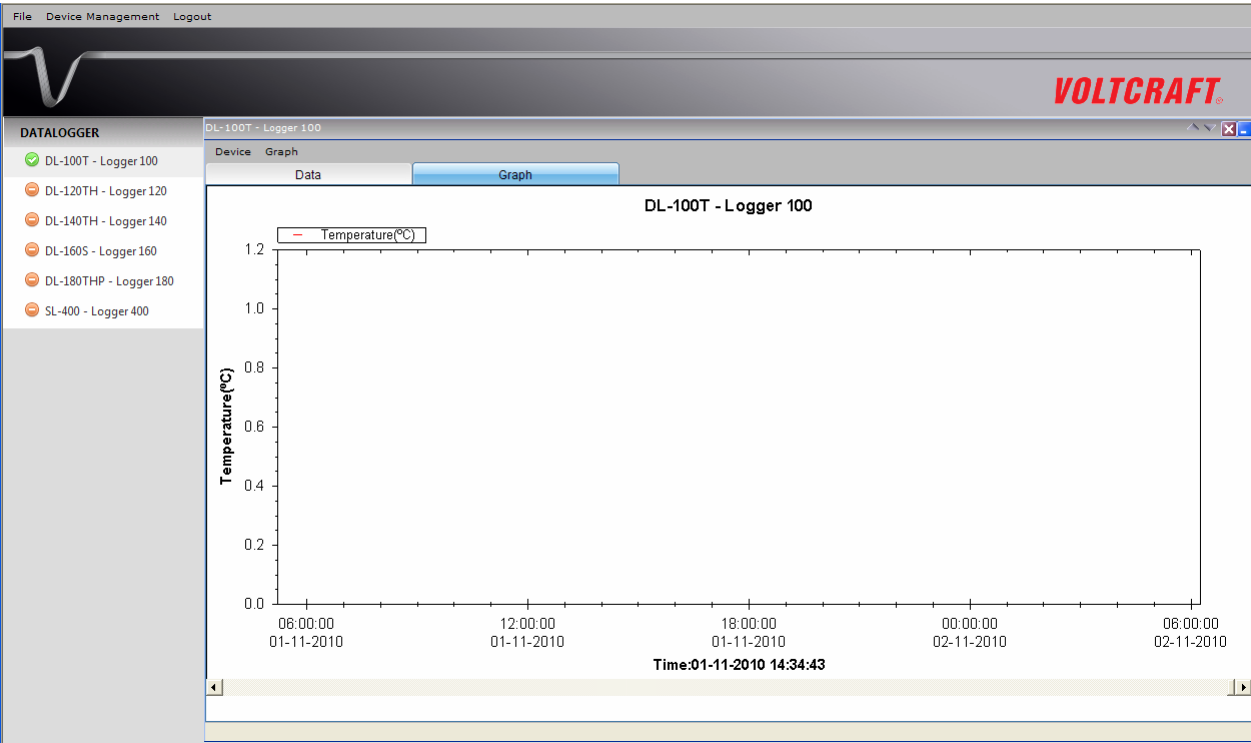 File Device Management Logout
VOLTCRAFT®
DATALOGGER
DL-100T - Logger 100
DL-120TH - Logger 120
DL-140TH - Logger 140
DL-160S - Logger 160
DL-180THP - Logger 180
SL-400 - Logger 400
DL-100T - Logger 100
Device Graph
Data Graph
DL-100T - Logger 100
Temperature(ºC)
Temperature(ºC)
1.2
1.0
0.8
0.6
0.4
0.2
0.0
06:00:00 12:00:00 18:00:00 00:00:00 06:00:00
01-11-2010 01-11-2010 01-11-2010 02-11-2010 02-11-2010
Time:01-11-2010 14:34:43